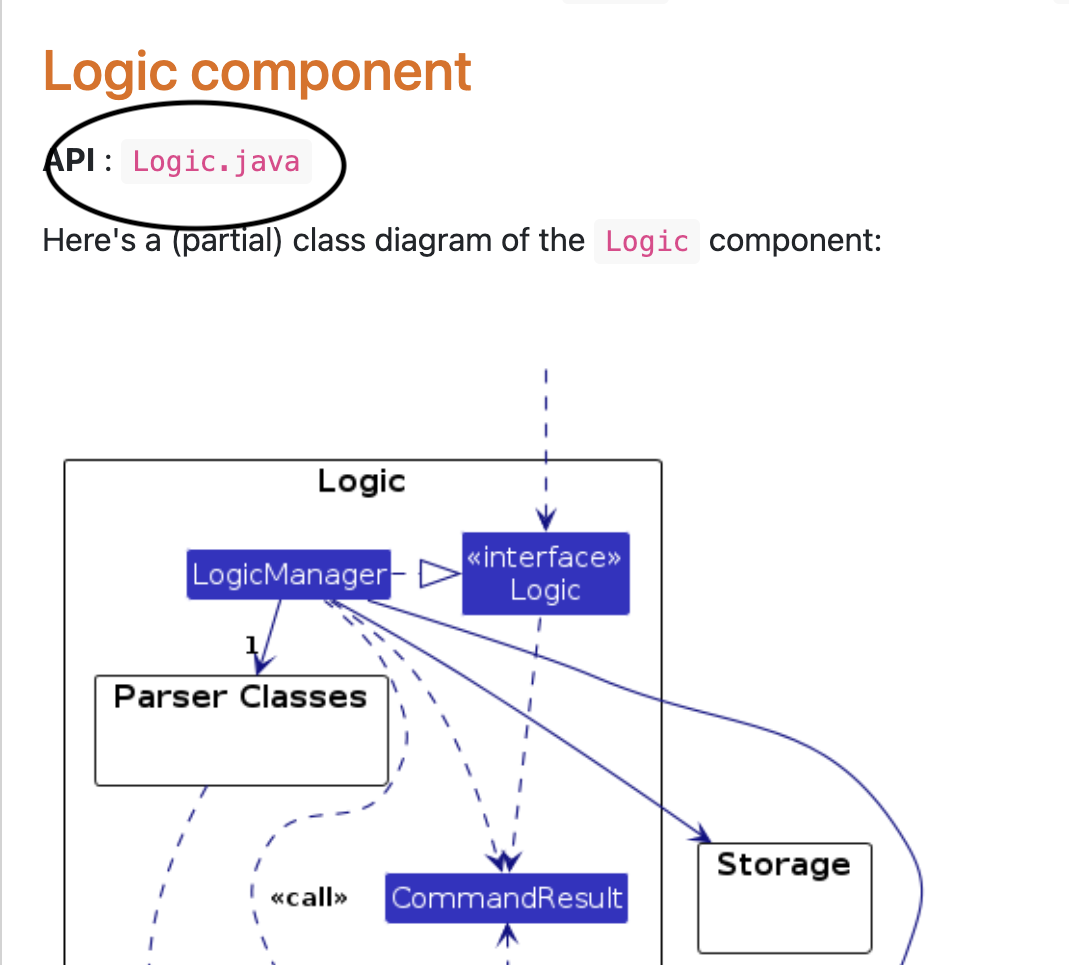 Logic component
API : Logic.java
Here's a (partial) class diagram of the Logic component:
Logic
LogicManager
«interface»
Logic
1
Parser Classes
Storage
«call»
CommandResult